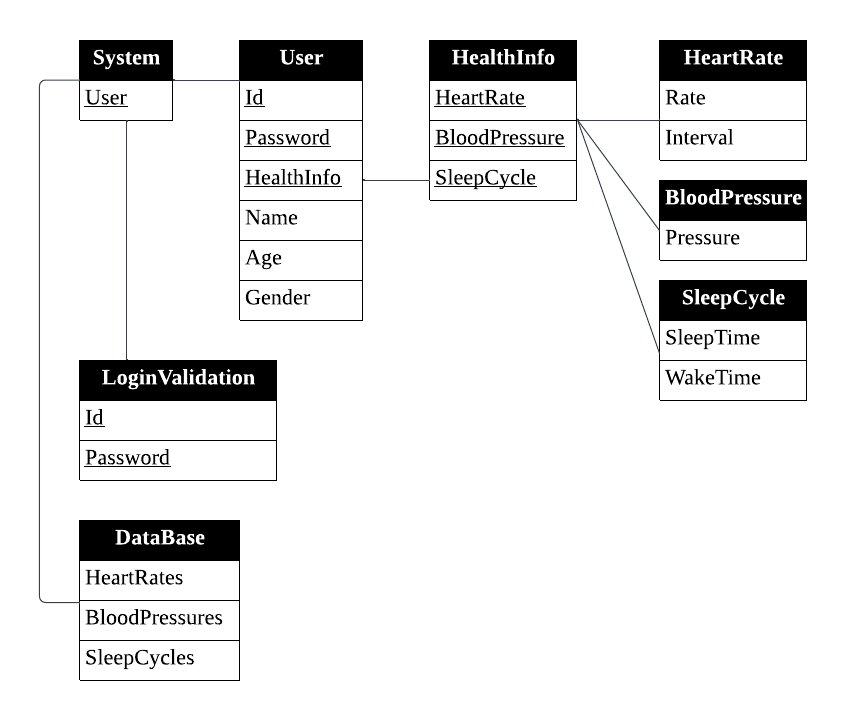 System
User
User
Id
Password
HealthInfo
Name
Age
Gender
HealthInfo
HeartRate
BloodPressure
SleepCycle
HeartRate
Rate
Interval
BloodPressure
Pressure
SleepCycle
SleepTime
WakeTime
LoginValidation
Id
Password
DataBase
HeartRates
BloodPressures
SleepCycles